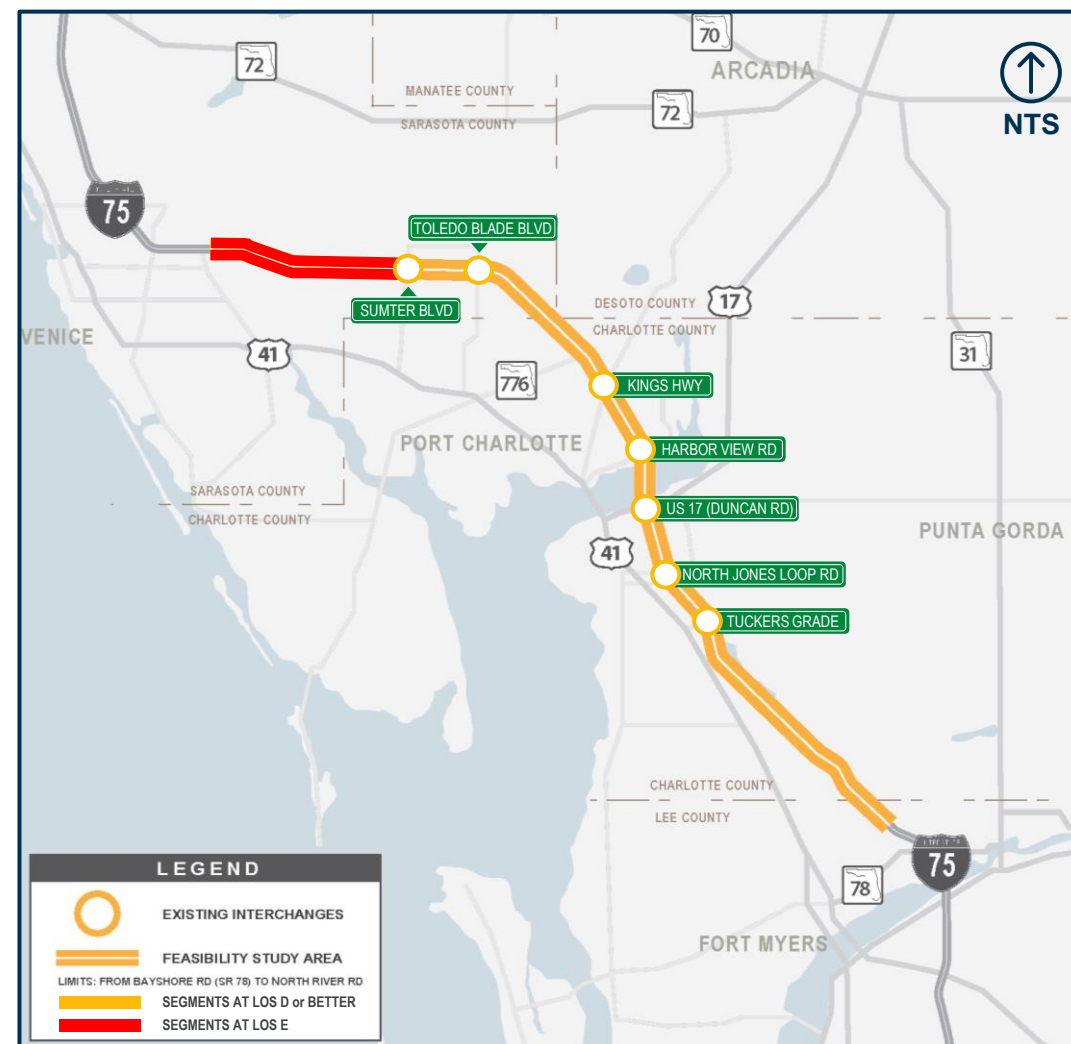 70
72
ARCADIA
MANATEE COUNTY
SARASOTA COUNTY
72
NTS
75
TOLEDO BLADE BLVD
SUMTER BLVD
DESOTO COUNTY
17
CHARLOTTE COUNTY
VENICE
41
31
776
KINGS HWY
PORT CHARLOTTE
HARBOR VIEW RD
SARASOTA COUNTY
CHARLOTTE COUNTY
US 17 (DUNCAN RD)
PUNTA GORDA
41
NORTH JONES LOOP RD
TUCKERS GRADE
CHARLOTTE COUNTY
LEE COUNTY
75
78
FORT MYERS
LEGEND
EXISTING INTERCHANGES
FEASIBILITY STUDY AREA
LIMITS: FROM BAYSHORE RD (SR 78) TO NORTH RIVER RD
SEGMENTS AT LOS D or BETTER
SEGMENTS AT LOS E